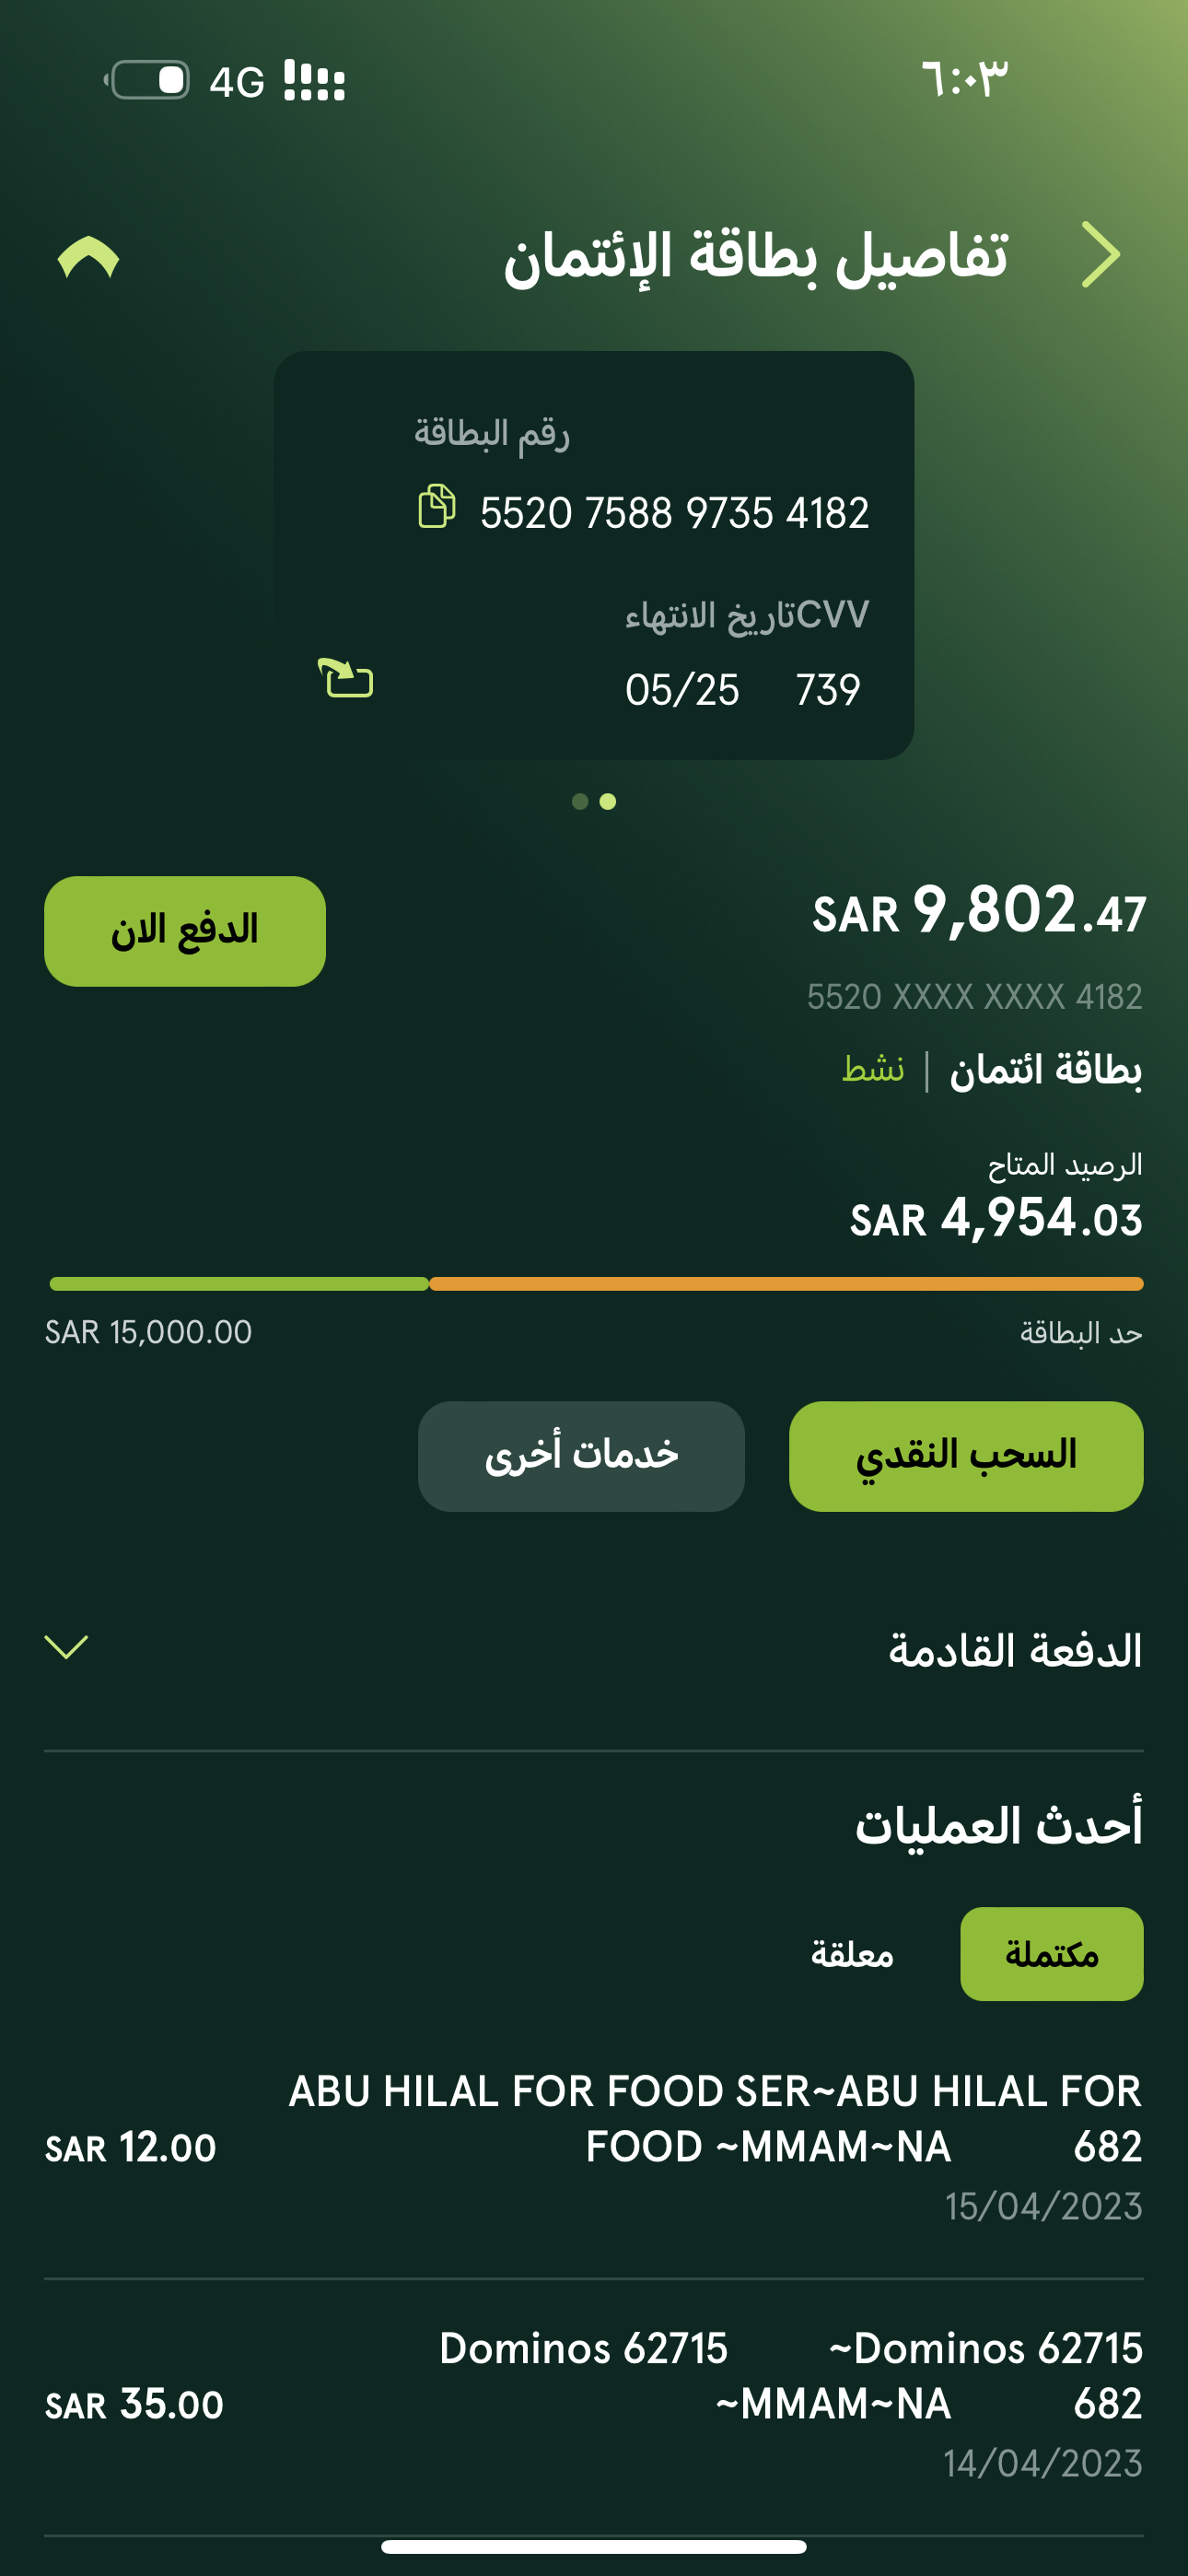 ٦:٠٣
4G
تفاصيل بطاقة الإئتمان
رقم البطاقة
5520 7588 9735 4182
CVVتاريخ الانتهاء
739 05/25
SAR 9,802.47
الدفع الان
5520 XXXX XXXX 4182
بطاقة ائتمان | نشط
الرصيد المتاح
SAR 4,954.03
حد البطاقة
SAR 15,000.00
السحب النقدي
خدمات أخرى
الدفعة القادمة
أحدث العمليات
مكتملة
معلقة
ABU HILAL FOR FOOD SER~ABU HILAL FOR
FOOD ~MMAM~NA 682
SAR 12.00
15/04/2023
Dominos 62715 ~Dominos 62715
~MMAM~NA 682
SAR 35.00
14/04/2023